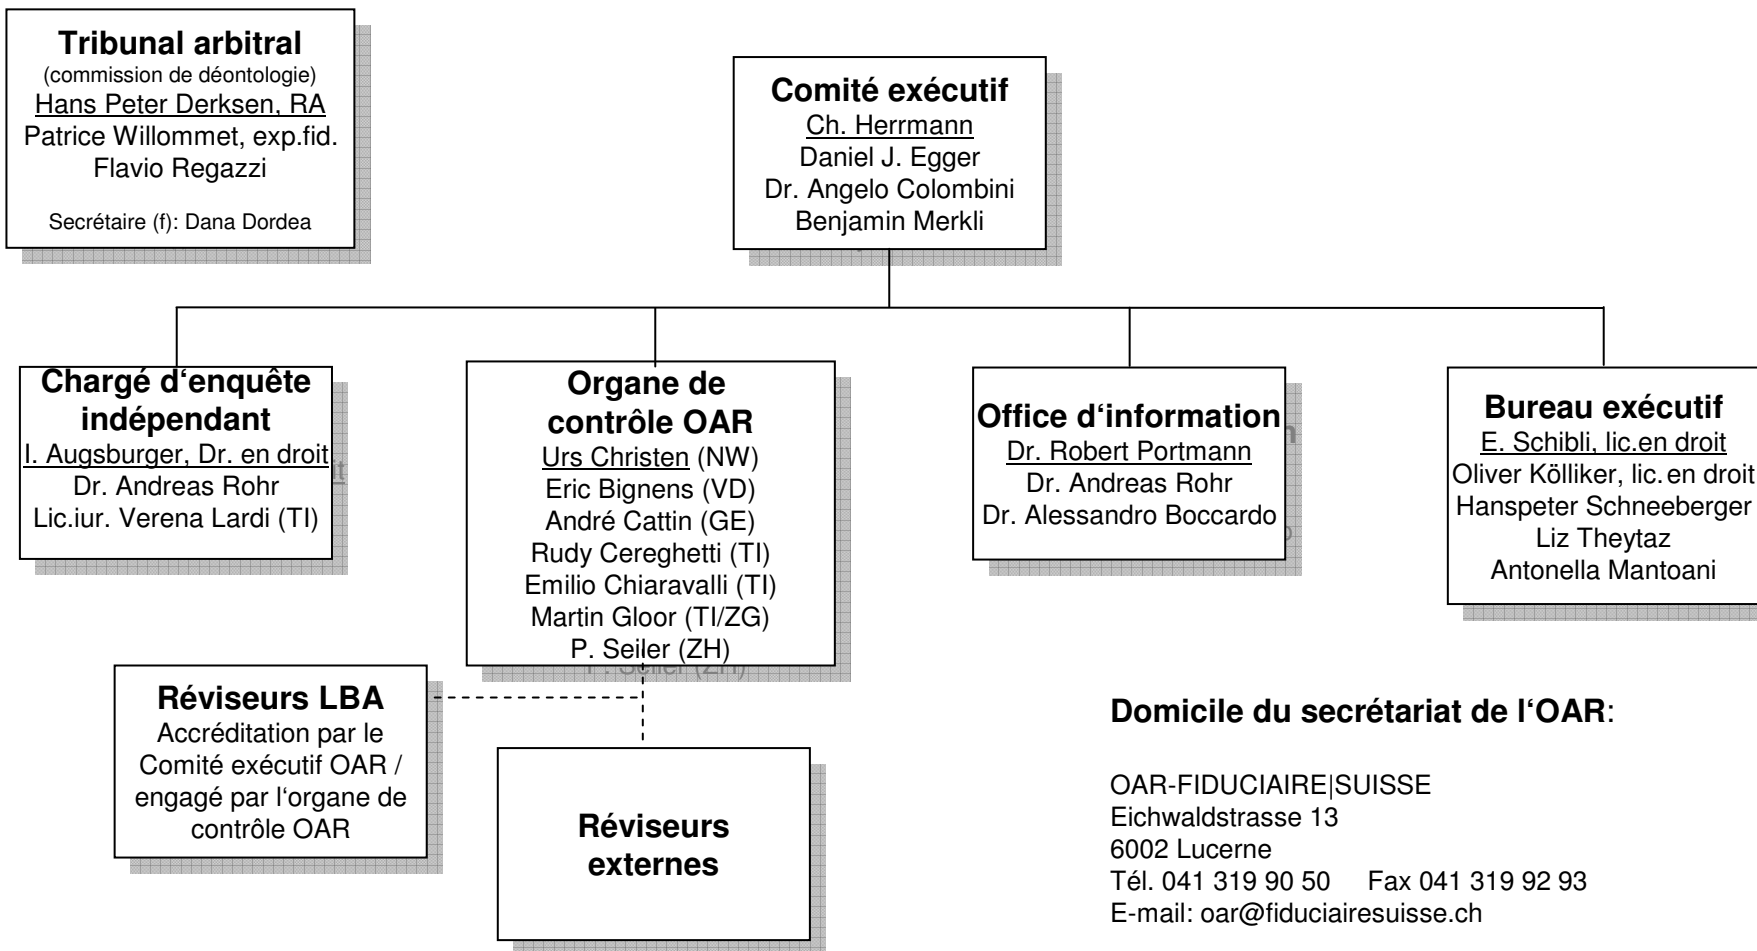 Tribunal arbitral
(commission de déontologie)
Hans Peter Derksen, RA
Patrice Willommet, exp.fid.
Flavio Regazzi
Secrétaire (f): Dana Dordea
Comité exécutif
Ch. Herrmann
Daniel J. Egger
Dr. Angelo Colombini
Benjamin Merkli
Chargé d‘enquête
indépendant
I. Augsburger, Dr. en droit
Dr. Andreas Rohr
Lic.iur. Verena Lardi (TI)
Organe de
contrôle OAR
Urs Christen (NW)
Eric Bignens (VD)
André Cattin (GE)
Rudy Cereghetti (TI)
Emilio Chiaravalli (TI)
Martin Gloor (TI/ZG)
P. Seiler (ZH)
Office d‘information
Dr. Robert Portmann
Dr. Andreas Rohr
Dr. Alessandro Boccardo
Bureau exécutif
E. Schibli, lic.en droit
Oliver Kölliker, lic.en droit
Hanspeter Schneeberger
Liz Theytaz
Antonella Mantoani
Réviseurs LBA
Accréditation par le
Comité exécutif OAR /
engagé par l‘organe de
contrôle OAR
Réviseurs
externes
Domicile du secrétariat de l‘OAR:
OAR-FIDUCIAIRE|SUISSE
Eichwaldstrasse 13
6002 Lucerne
Tél. 041 319 90 50 Fax 041 319 92 93
E-mail: oar@fiduciairesuisse.ch